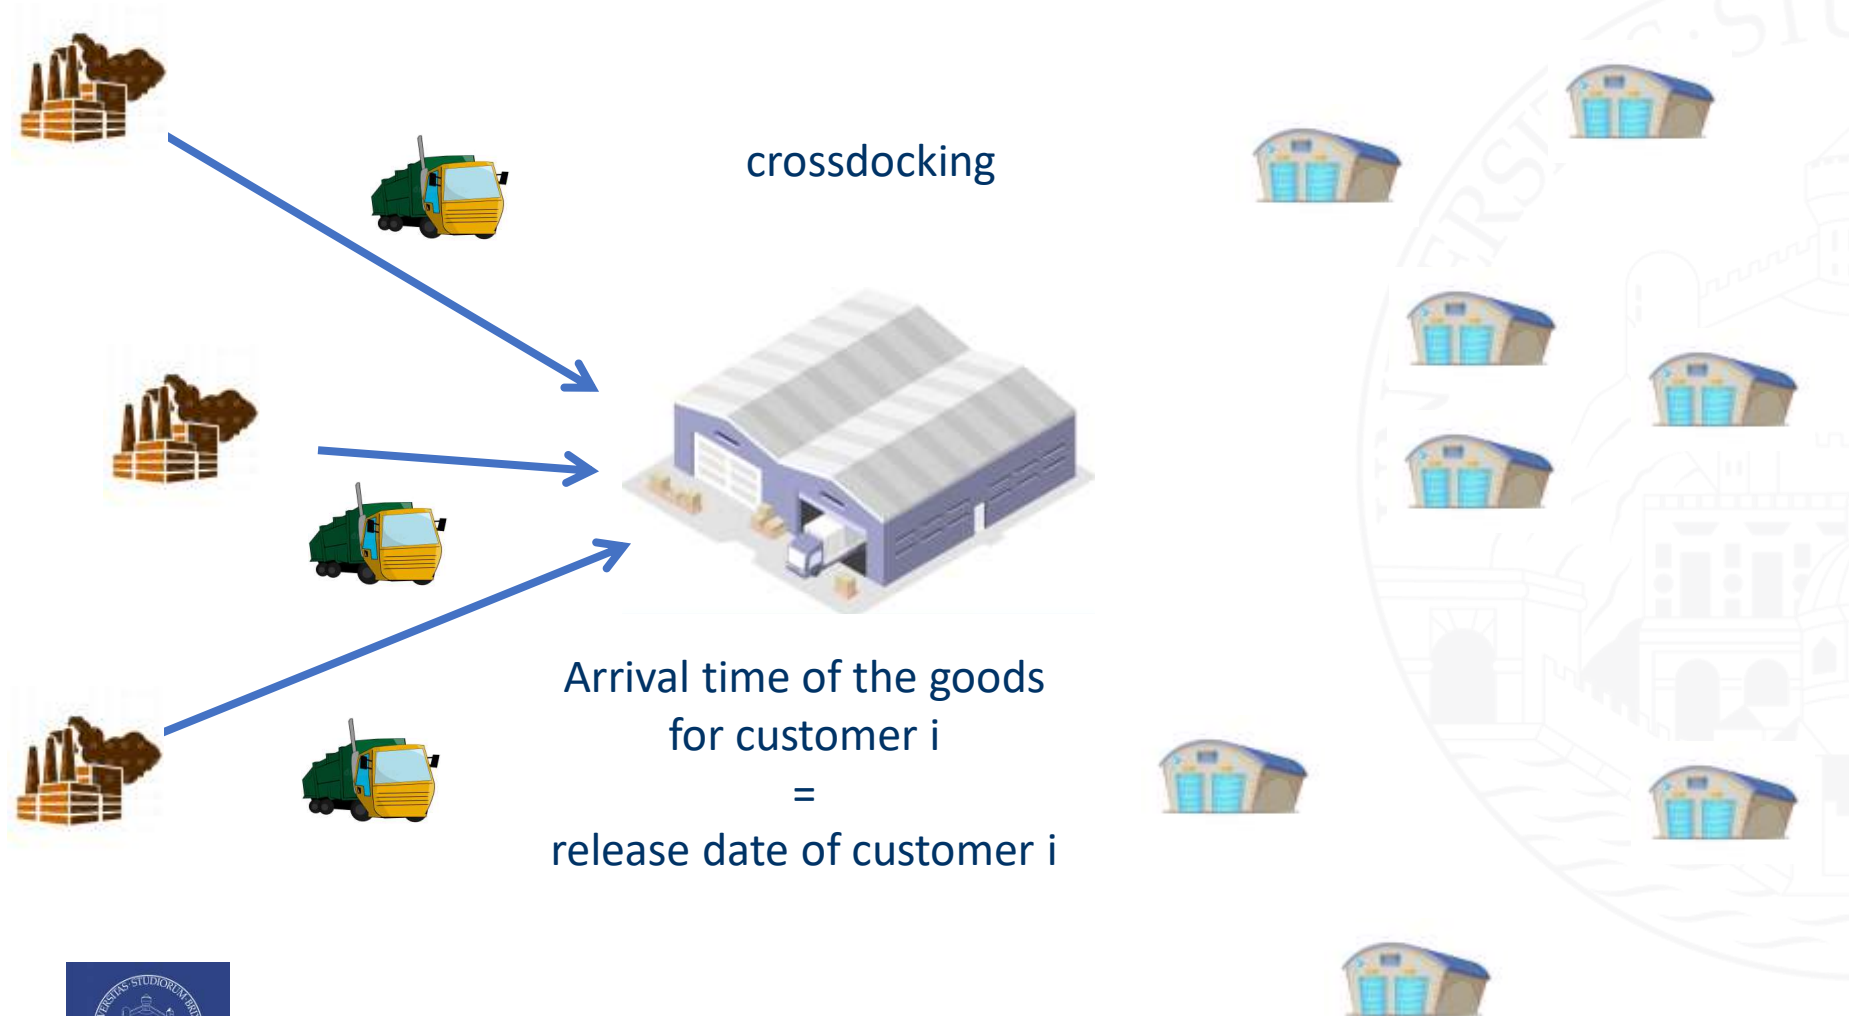 crossdocking
Arrival time of the goods
for customer i
=
release date of customer i